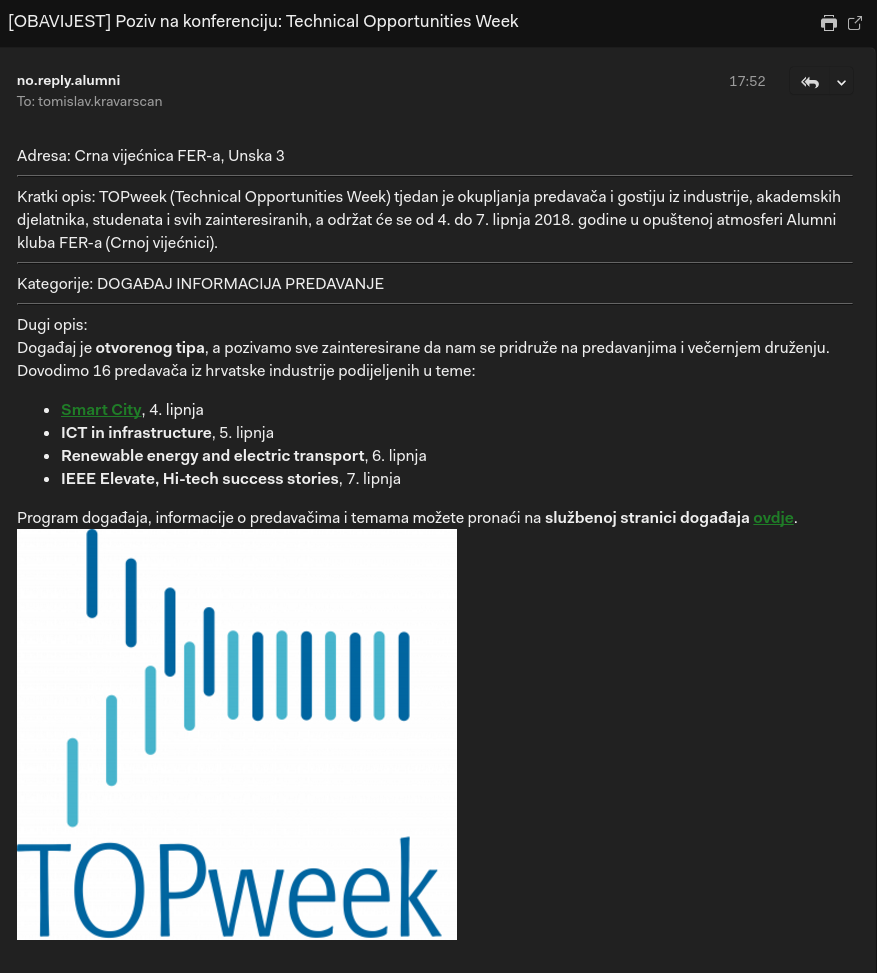 [OBAVIJEST] Poziv na konferenciju: Technical Opportunities Week
no.reply.alumni
17:52
To: tomislav.kravarscan
Adresa: Crna vijećnica FER-a, Unska 3
Kratki opis: TOPweek (Technical Opportunities Week) tjedan je okupljanja predavača i gostiju iz industrije, akademskih
djelatnika, studenata i svih zainteresiranih, a održat će se od 4. do 7. lipnja 2018. godine u opuštenoj atmosferi Alumni
kluba FER-a (Crnoj vijećnici).
Kategorije: DOGAĐAJ INFORMACIJA PREDAVANJE
Dugi opis:
Događaj je otvorenog tipa, a pozivamo sve zainteresirane da nam se pridruže na predavanjima i večernjem druženju.
Dovodimo 16 predavača iz hrvatske industrije podijeljenih u teme:
• Smart City, 4. lipnja
• ICT in infrastructure, 5. lipnja
• Renewable energy and electric transport, 6. lipnja
• IEEE Elevate, Hi-tech success stories, 7. lipnja
Program događaja, informacije o predavačima i temama možete pronaći na službenoj stranici događaja ovdje.
TOPweek